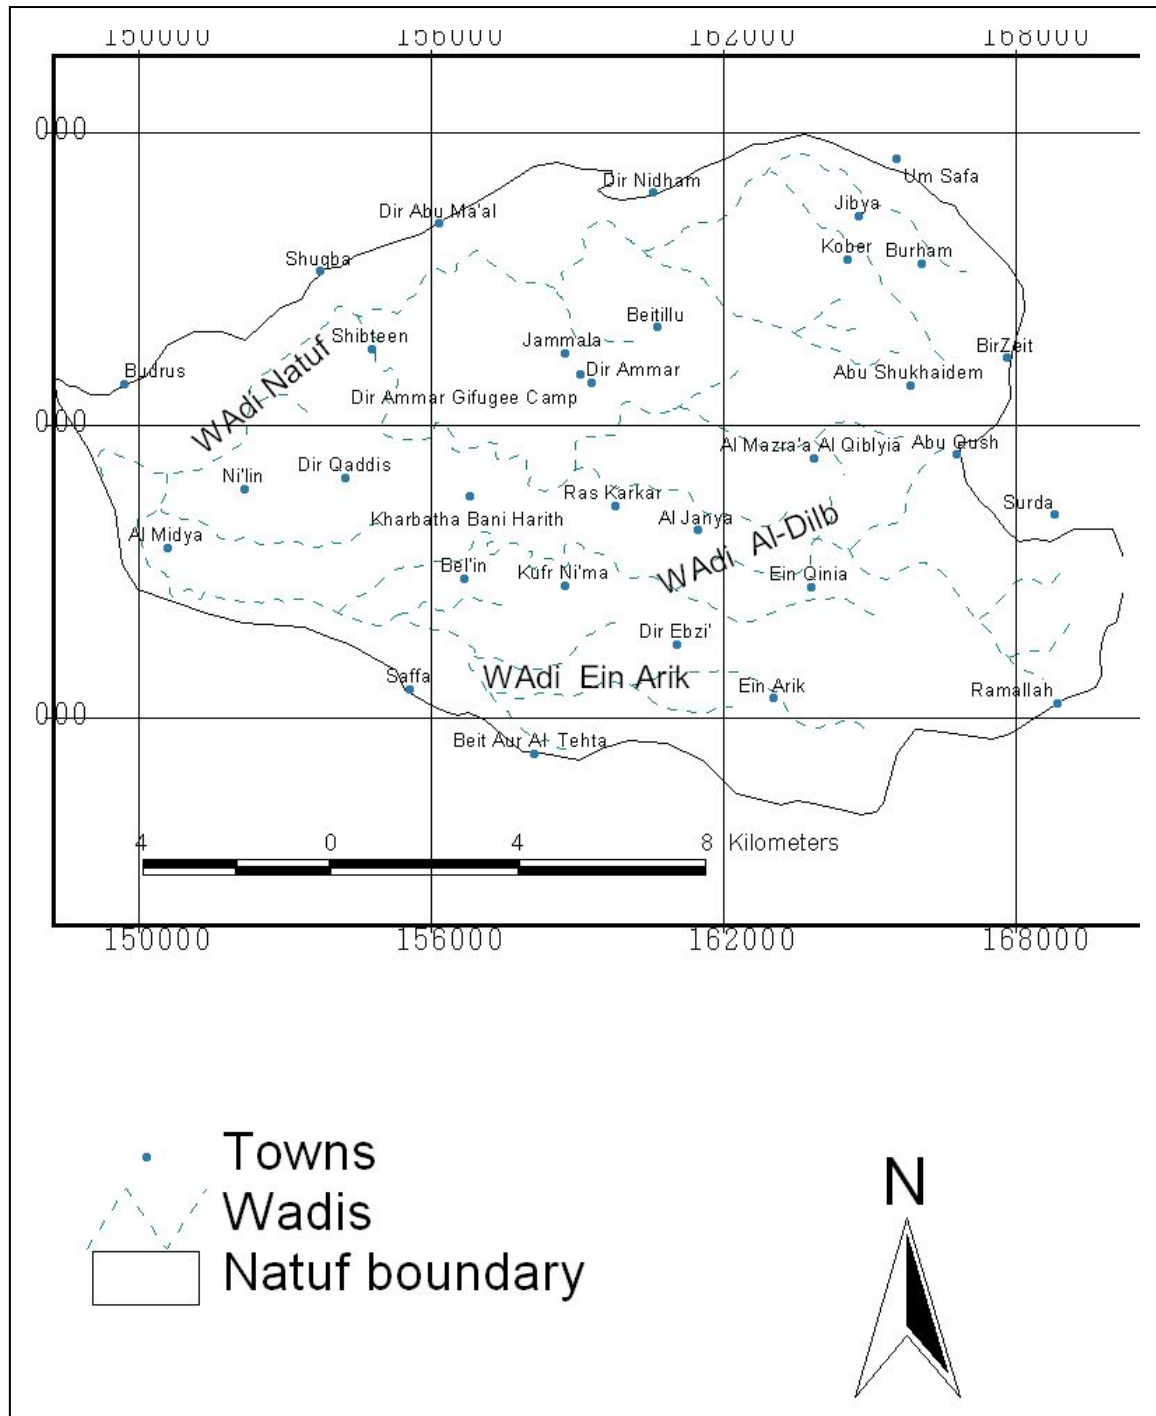 150000 156000 162000 168000
000
Um Safa
Dir Nidham
Jibya
Dir Abu Ma'al
Kober Burham
Shuqba
Beitillu
Shibteen
Jammala
BirZeit
Budrus
Dir Ammar
Abu Shukhaidem
WAdi Natuf
Dir Ammar Gifugee Camp
000
Al Mazra'a Al Qiblyia
Abu Qush
Dir Qaddis
Ni'lin
Ras Karkar
Surda
Kharbatha Bani Harith
Al Janya
Al Midya
WAdi Al-Dilb
Bel'in
Kufr Ni'ma
Ein Qinia
Dir Ebzi'
Saffa
WAdi Ein Arik
Ein Arik
Ramallah
000
Beit Aur Al Tehta
4 0 4 8 Kilometers
150000 156000 162000 168000
Towns
Wadis
Natuf boundary
N